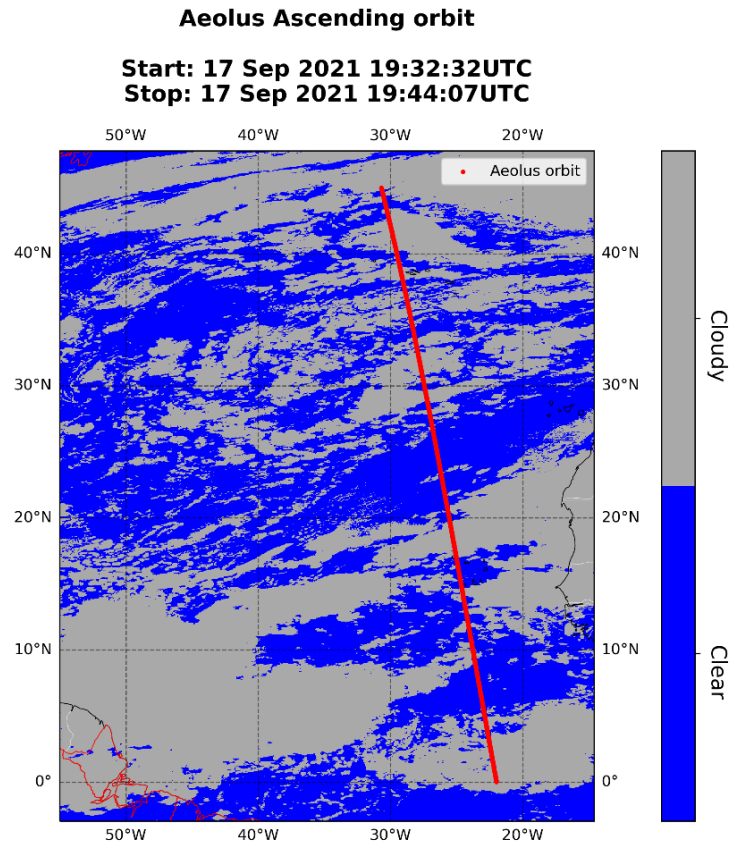 Aeolus Ascending orbit
Start: 17 Sep 2021 19:32:32UTC
Stop: 17 Sep 2021 19:44:07UTC
50°W 40°W 30°W 20°W
Aeolus orbit
40°N 40°N
30°N 30°N
20°N 20°N
10°N 10°N
0° 0°
50°W 40°W 30°W 20°W
Cloudy
Clear